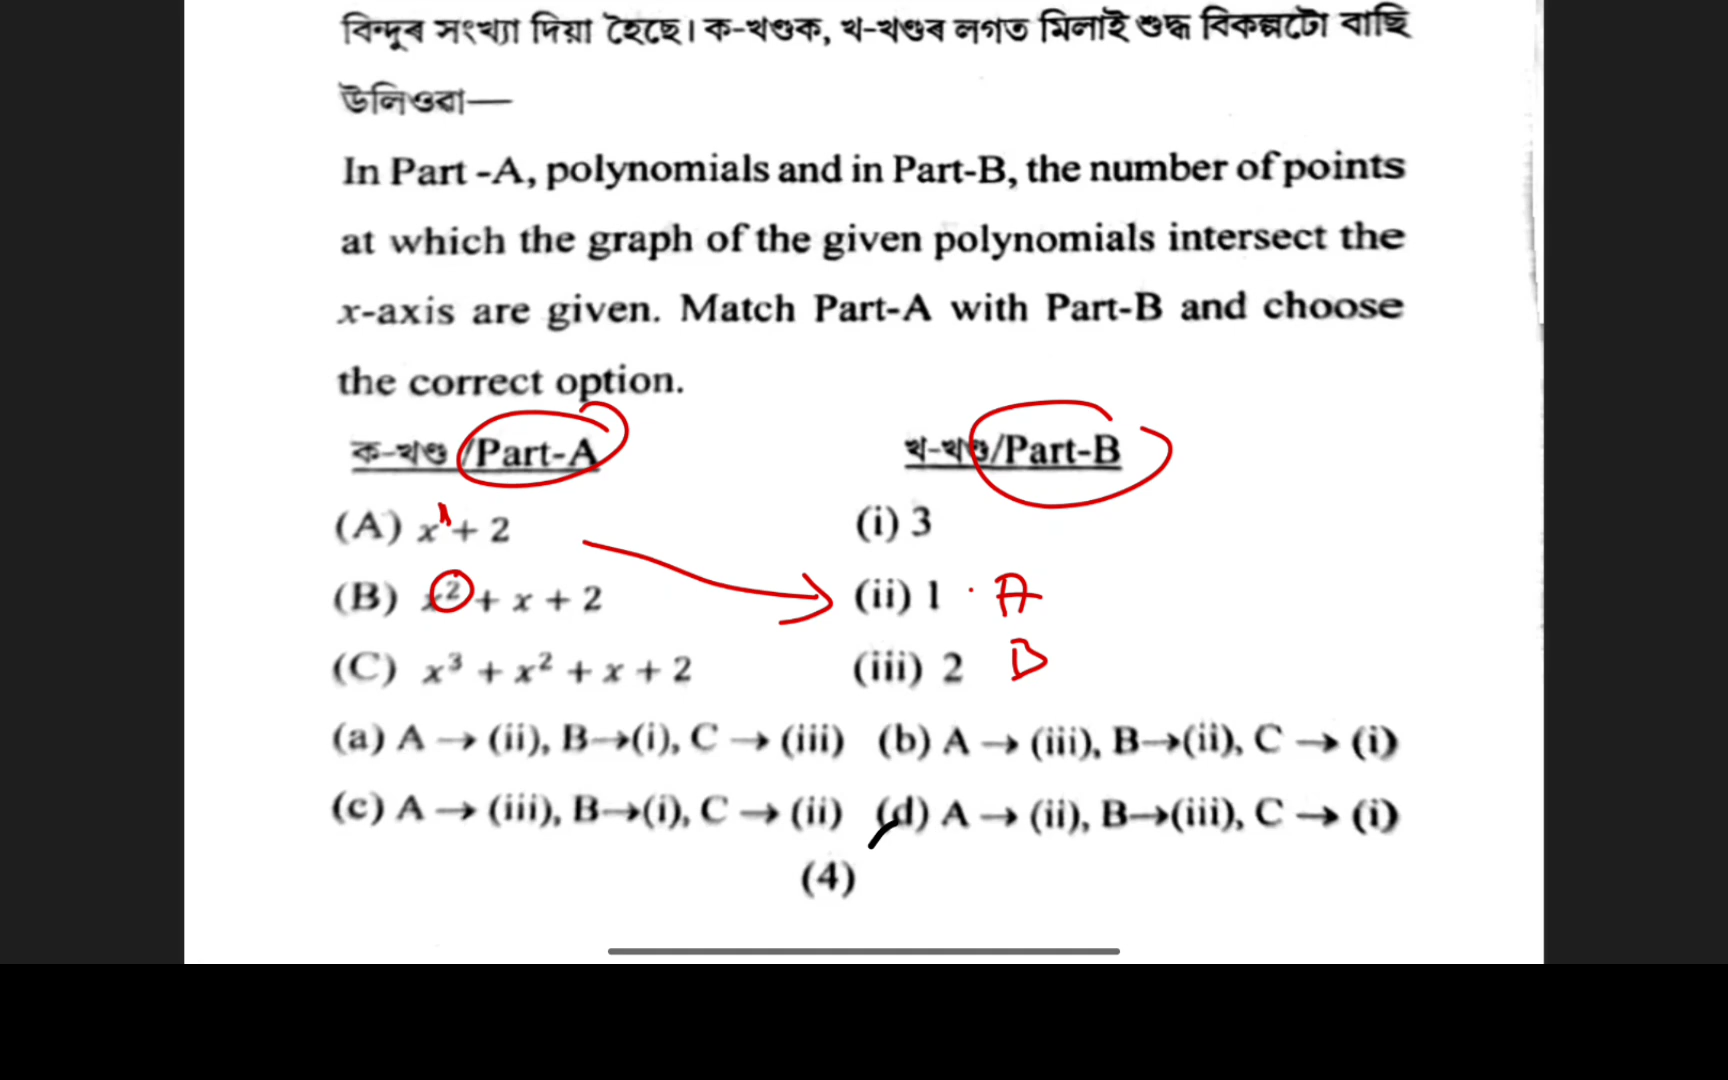 বিন্দুৰ সংখ্যা দিয়া হৈছে। ক-খণ্ডক, খ-খণ্ডৰ লগত মিলাই শুদ্ধ বিকল্পটো বাছি
উলিওৱা—
In Part -A, polynomials and in Part-B, the number of points
at which the graph of the given polynomials intersect the
x-axis are given. Match Part-A with Part-B and choose
the correct option.
ক-খণ্ড /Part-A খ-খণ্ড/Part-B
(A) x¹ + 2 (i) 3
(B) x² + x + 2 (ii) 1 · A
(C) x³ + x² + x + 2 (iii) 2 B
(a) A → (ii), B→(i), C → (iii) (b) A → (iii), B→(ii), C → (i)
(c) A → (iii), B→(i), C → (ii) (d) A → (ii), B→(iii), C → (i)
(4)